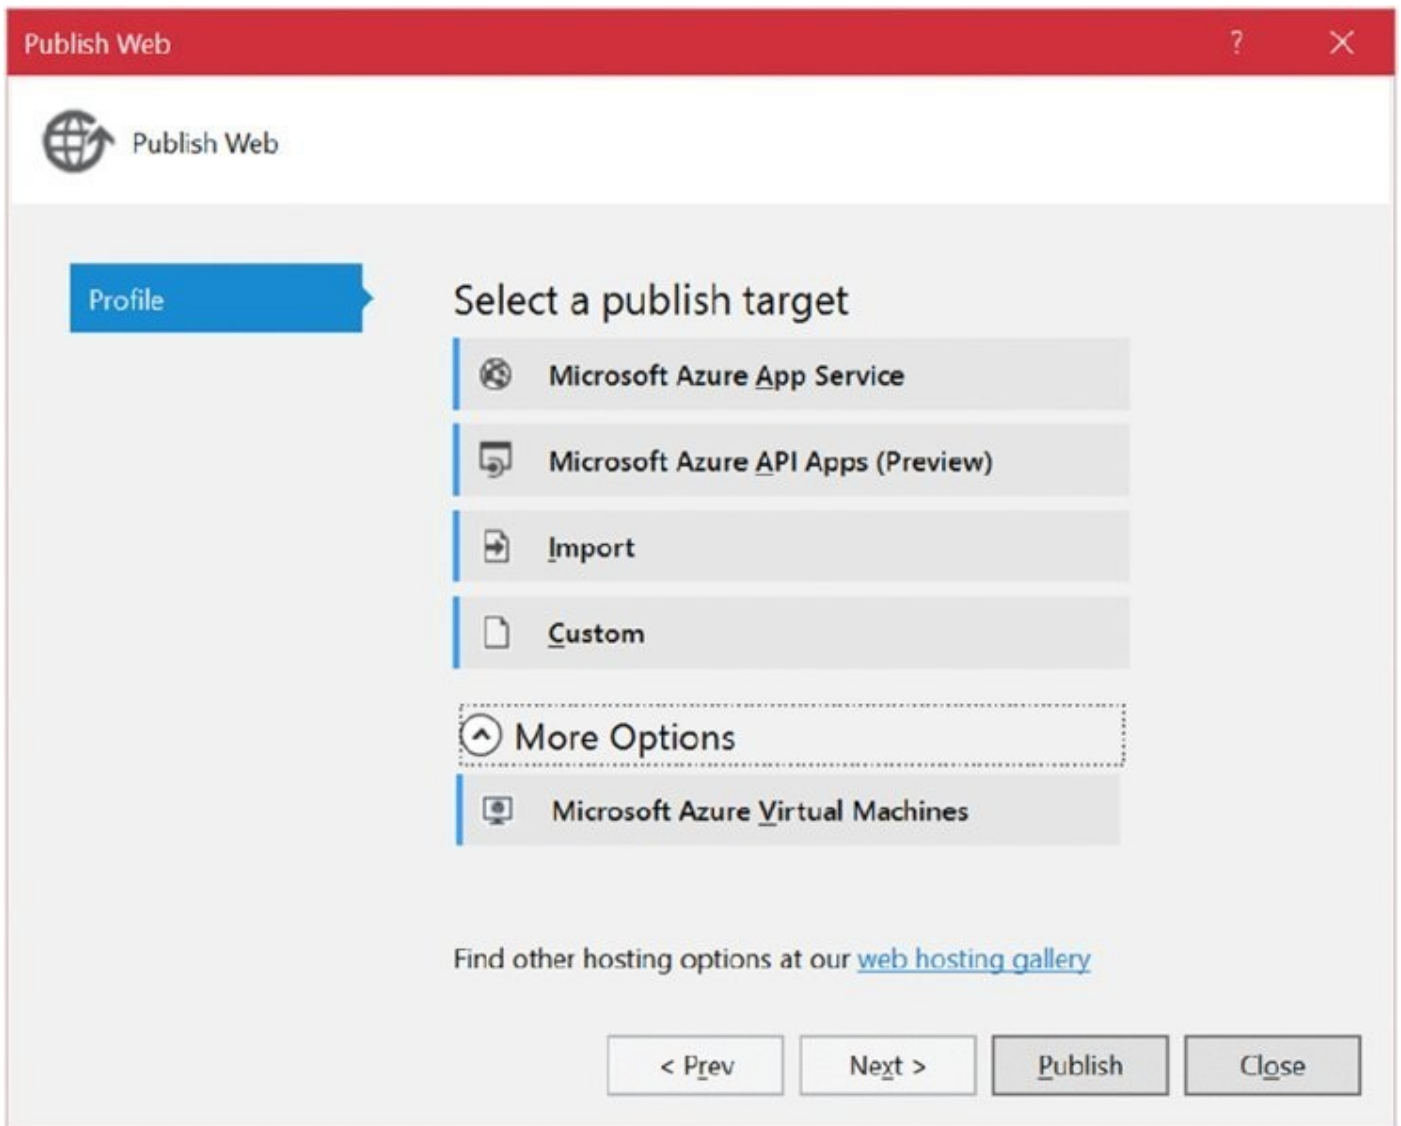 Publish Web
?
Publish Web
Profile
Select a publish target
Microsoft Azure App Service
Microsoft Azure API Apps (Preview)
Import
Custom
More Options
Microsoft Azure Virtual Machines
Find other hosting options at our web hosting gallery
< Prev
Next >
Publish
Close